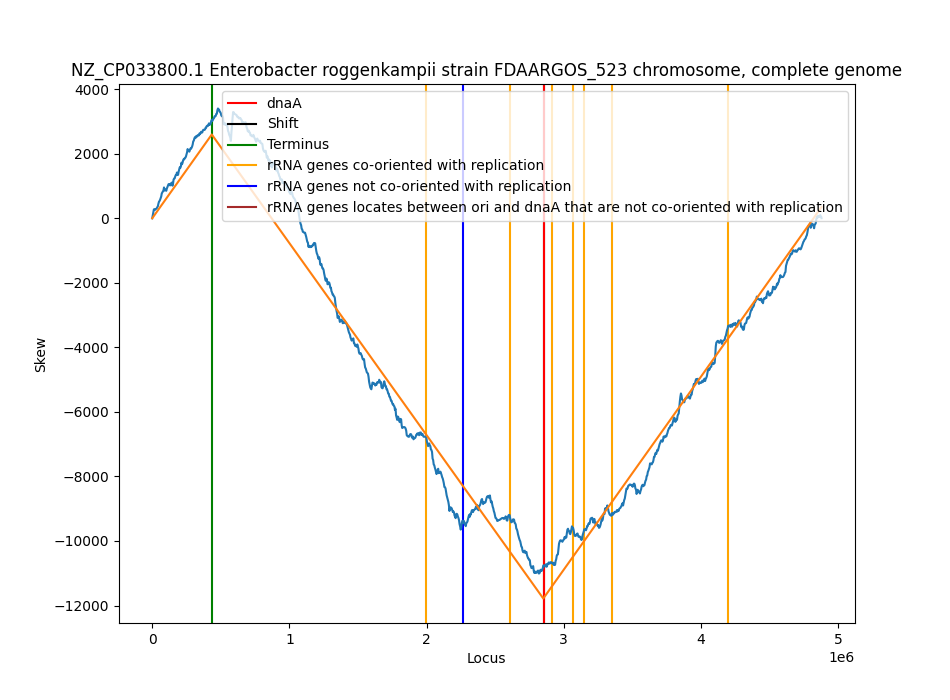 NZ_CP033800.1 Enterobacter roggenkampii strain FDAARGOS_523 chromosome, complete genome
4000
2000
0
−2000
−4000
−6000
−8000
−10000
−12000
Skew
dnaA
Shift
Terminus
rRNA genes co-oriented with replication
rRNA genes not co-oriented with replication
rRNA genes locates between ori and dnaA that are not co-oriented with replication
0 1 2 3 4 5
1e6
Locus